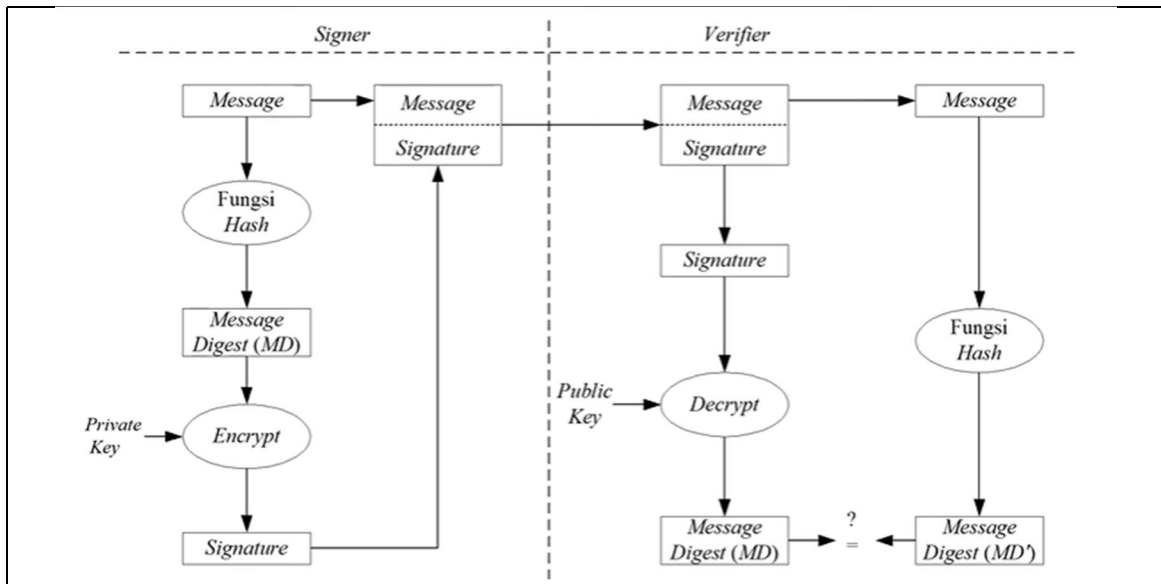 Signer
Verifier
Message
Message
Signature
Fungsi
Hash
Message
Digest (MD)
Private
Key
Encrypt
Signature
Message
Signature
Message
Signature
Fungsi
Hash
Public
Key
Decrypt
Message
Digest (MD)
?
=
Message
Digest (MD')